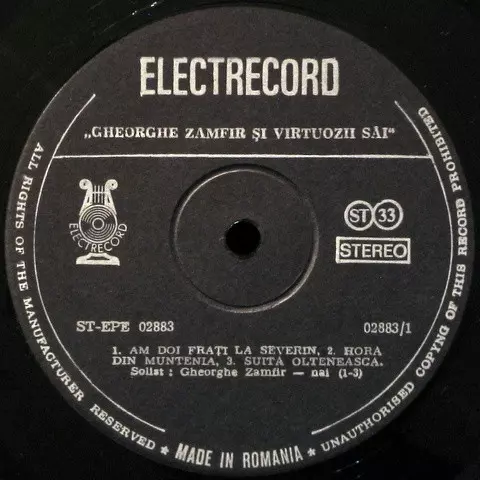 ELECTRECORD
„GHEORGHE ZAMFIR ŞI VIRTUOZII SĂI"
ELECTRECORD
ST 33
STEREO
ST-EPE 02883
02883/1
1. AM DOI FRAŢI LA SEVERIN, 2. HORA
DIN MUNTENIA, 3. SUITĂ OLTENEASCĂ.
Solist : Gheorghe Zamfir — nai (1-3)
ALL RIGHTS OF THE MANUFACTURER RESERVED • MADE IN ROMANIA • UNAUTHORISED COPYNG OF THIS RECORD PROHIBITED